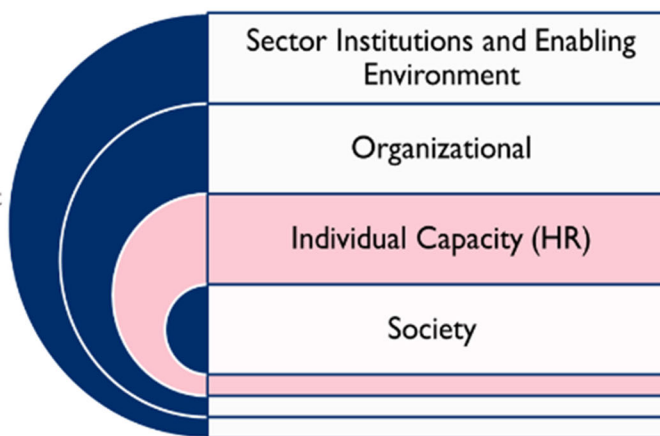 Sector Institutions and Enabling
Environment
Organizational
Individual Capacity (HR)
Society